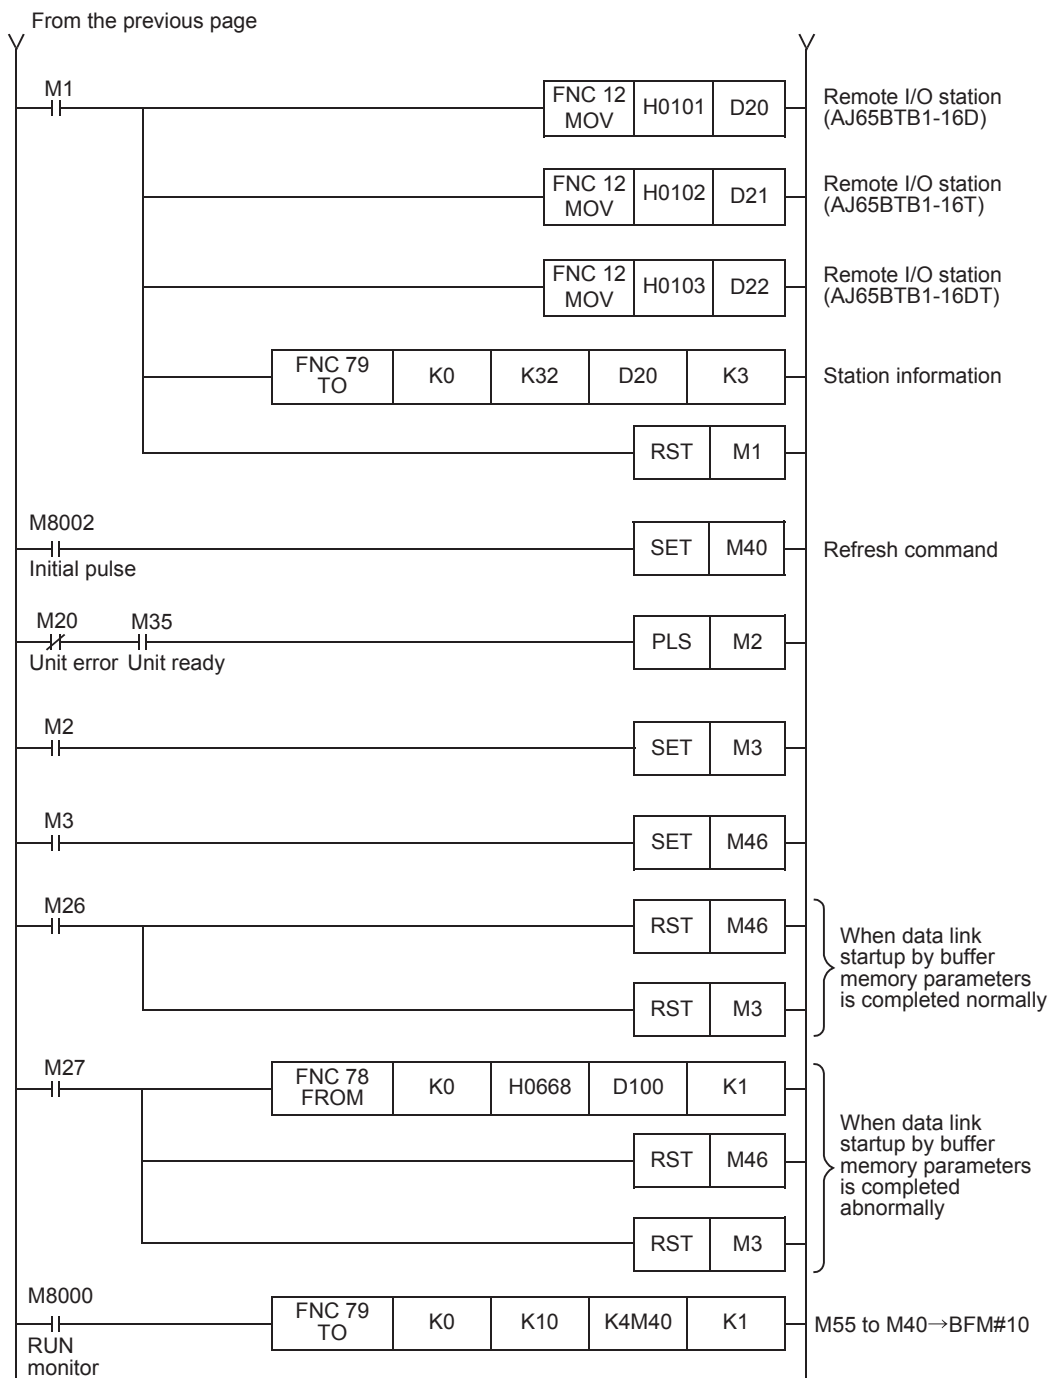 From the previous page
M1
FNC 12
MOV
H0101
D20
Remote I/O station
(AJ65BTB1-16D)
FNC 12
MOV
H0102
D21
Remote I/O station
(AJ65BTB1-16T)
FNC 12
MOV
H0103
D22
Remote I/O station
(AJ65BTB1-16DT)
FNC 79
TO
K0
K32
D20
K3
Station information
RST
M1
M8002
Initial pulse
SET
M40
Refresh command
M20
Unit error
M35
Unit ready
PLS
M2
M2
SET
M3
M3
SET
M46
M26
RST
M46
RST
M3
When data link
startup by buffer
memory parameters
is completed normally
M27
FNC 78
FROM
K0
H0668
D100
K1
RST
M46
RST
M3
When data link
startup by buffer
memory parameters
is completed
abnormally
M8000
RUN
monitor
FNC 79
TO
K0
K10
K4M40
K1
M55 to M40→BFM#10